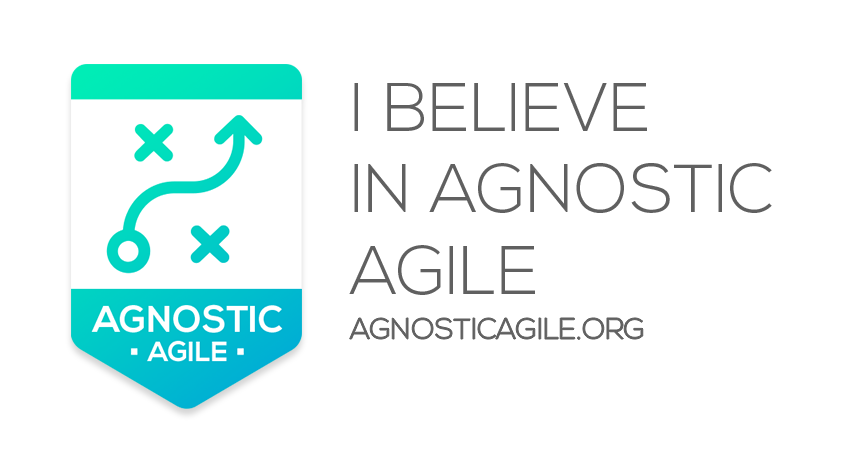 AGNOSTIC
· AGILE ·
I BELIEVE
IN AGNOSTIC
AGILE
AGNOSTICAGILE.ORG